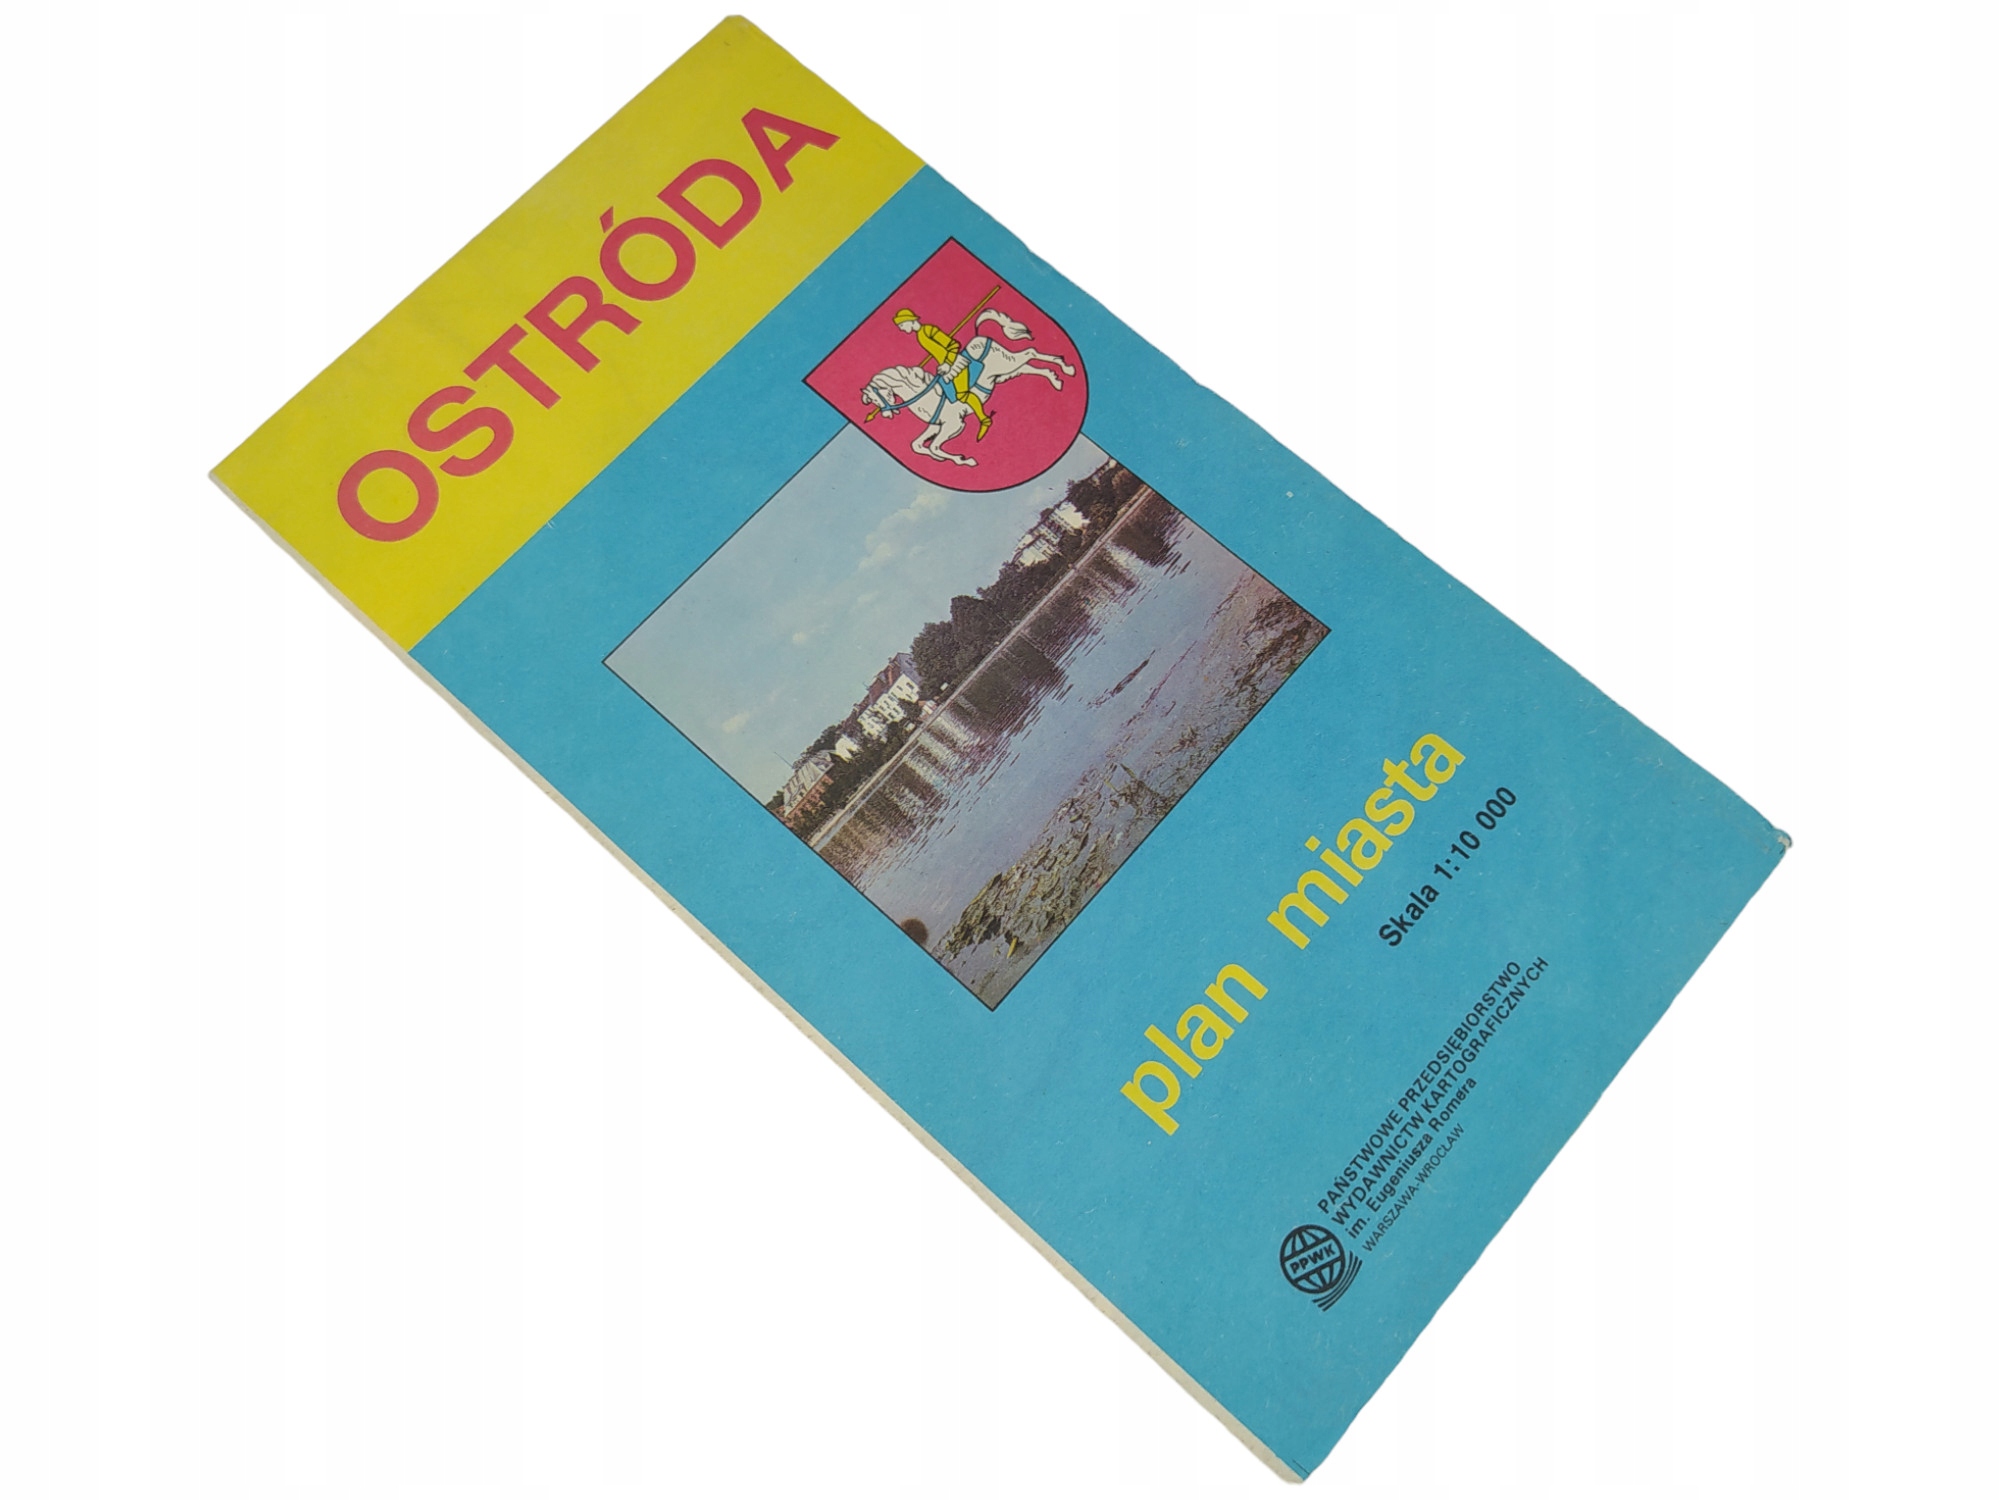 OSTRÓDA
plan miasta
Skala 1:10 000
PPWK
PAŃSTWOWE PRZEDSIĘBIORSTWO
WYDAWNICTW KARTOGRAFICZNYCH
im. Eugeniusza Romera
WARSZAWA-WROCŁAW